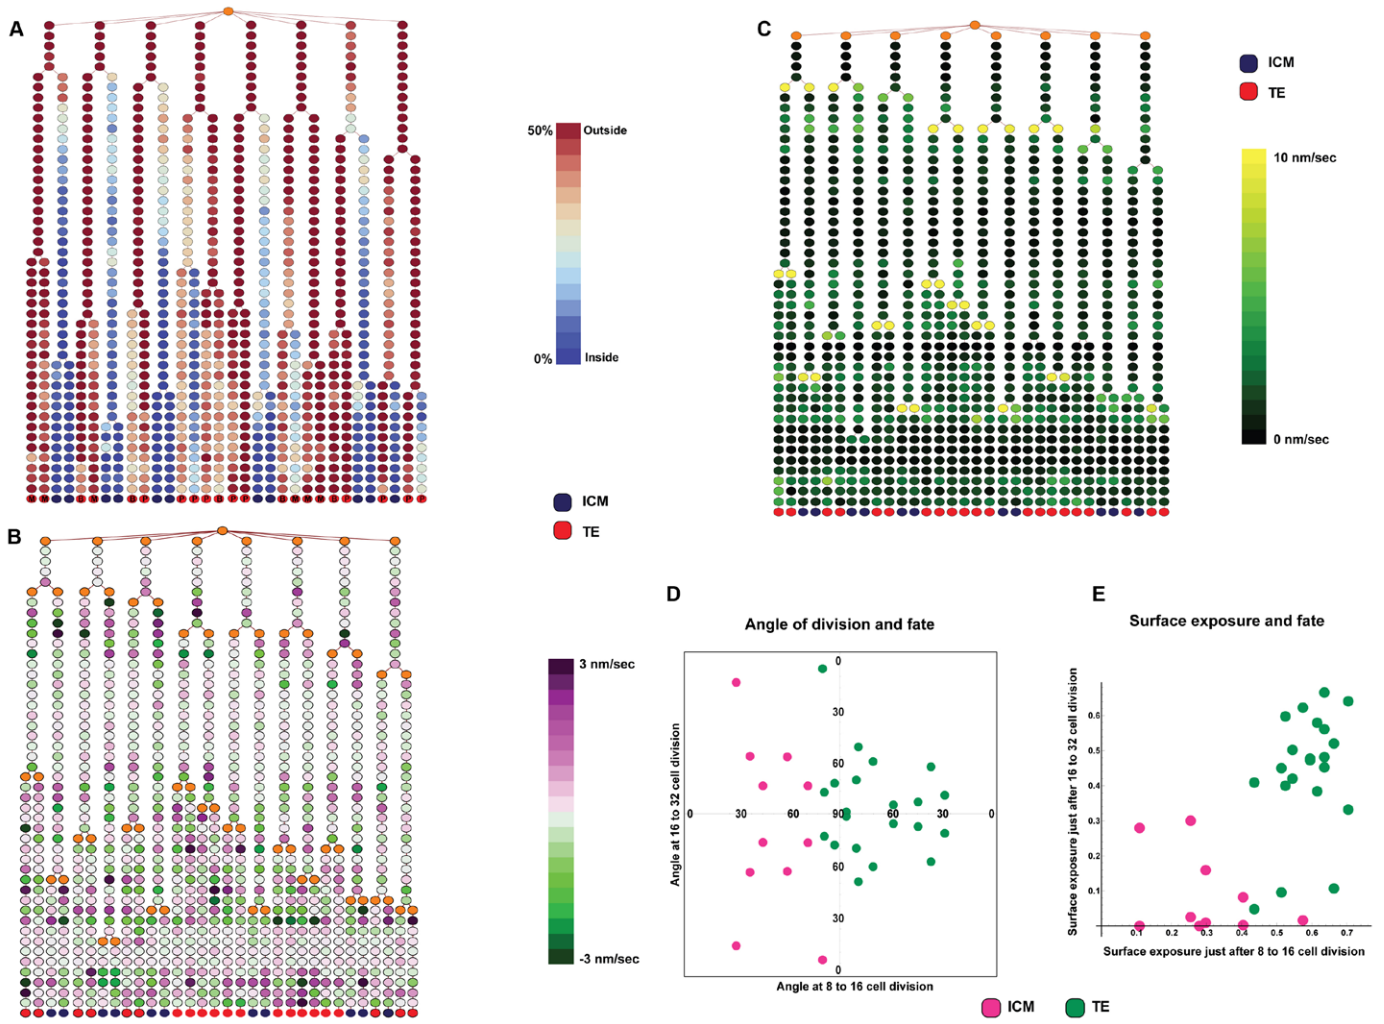 A
C
ICM
TE
50%
Outside
0%
Inside
10 nm/sec
0 nm/sec
ICM
TE
B
3 nm/sec
-3 nm/sec
D
Angle of division and fate
0
30
60
0 30 60 90 60 30 0
60
30
0
Angle at 16 to 32 cell division
Angle at 8 to 16 cell division
E
Surface exposure and fate
0.6
0.5
0.4
0.3
0.2
0.1
0.1 0.2 0.3 0.4 0.5 0.6 0.7
Surface exposure just after 16 to 32 cell division
Surface exposure just after 8 to 16 cell division
ICM
TE